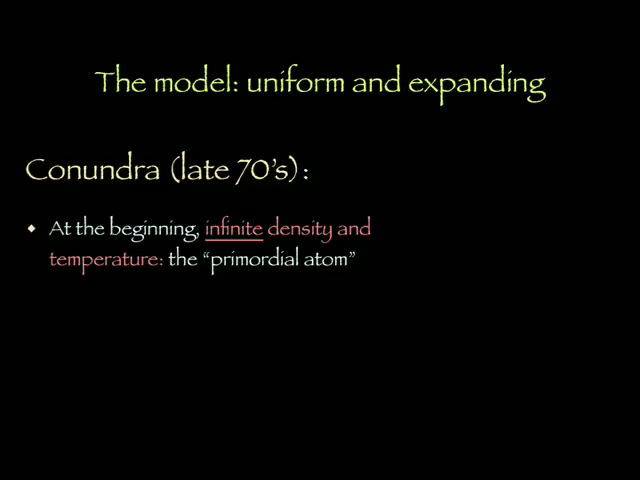 The model: uniform and expanding
Conundra (late 70's):
◆ At the beginning, infinite density and
temperature: the “primordial atom”